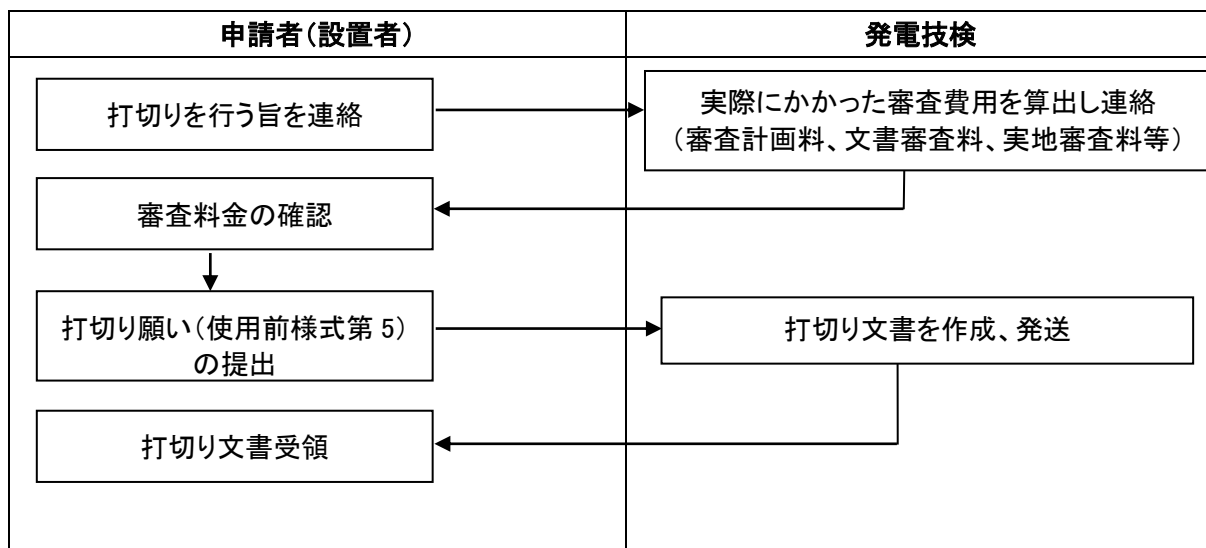 申請者（設置者）
発電技検
打切りを行う旨を連絡
実際にかかった審査費用を算出し連絡
（審査計画料、文書審査料、実地審査料等）
審査料金の確認
打切り願い（使用前様式第 5）
の提出
打切り文書を作成、発送
打切り文書受領